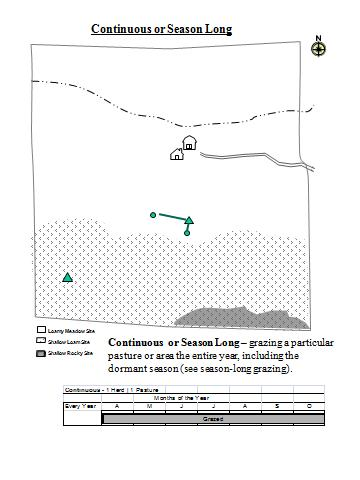 Continuous or Season Long
N
Loamy Meadow Site
Shallow Loam Site
Shallow Rocky Site
Continuous or Season Long – grazing a particular
pasture or area the entire year, including the
dormant season (see season-long grazing).
Continuous - 1 Herd | 1 Pasture
Months of the Year
Every Year A M J J A S O
Grazed